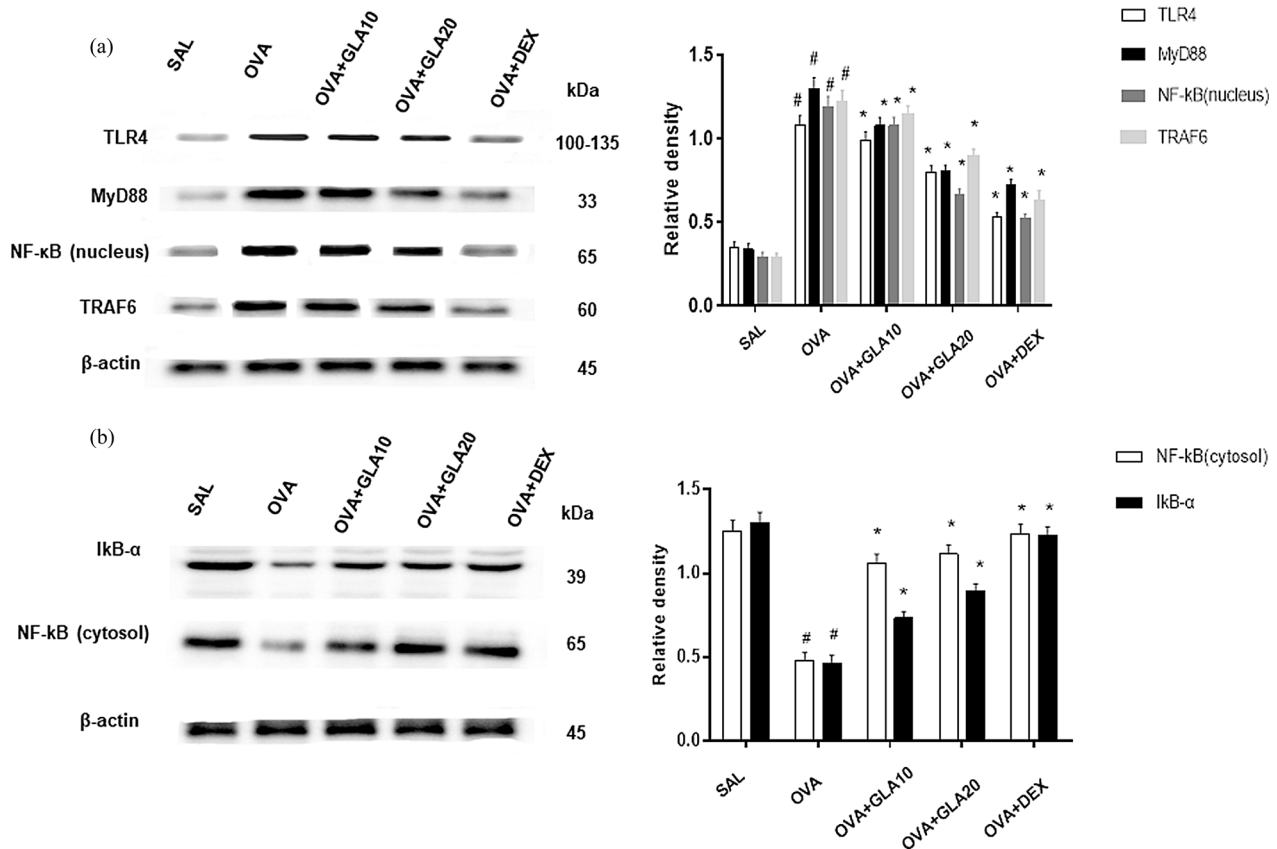 (a)
SAL
OVA
OVA+GLA10
OVA+GLA20
OVA+DEX
kDa
TLR4
100-135
MyD88
33
NF-κB (nucleus)
65
TRAF6
60
β-actin
45
TLR4
MyD88
NF-kB(nucleus)
TRAF6
Relative density
1.5
1.0
0.5
0.0
# # # #
* * * *
* * * *
* * * *
SAL
OVA
OVA+GLA10
OVA+GLA20
OVA+DEX
(b)
SAL
OVA
OVA+GLA10
OVA+GLA20
OVA+DEX
kDa
IkB-α
39
NF-kB (cytosol)
65
β-actin
45
NF-kB(cytosol)
IkB-α
Relative density
1.5
1.0
0.5
0.0
# #
* *
* *
* *
SAL
OVA
OVA+GLA10
OVA+GLA20
OVA+DEX